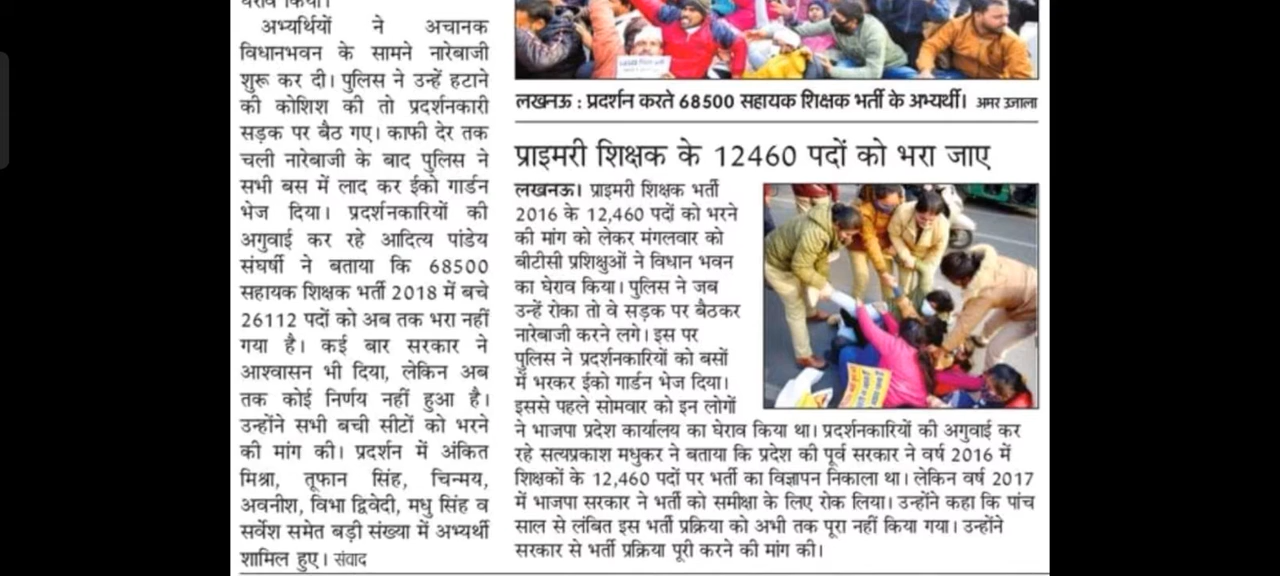 घेराव किया।
अभ्यर्थियों ने अचानक
विधानभवन के सामने नारेबाजी
शुरू कर दी। पुलिस ने उन्हें हटाने
की कोशिश की तो प्रदर्शनकारी
सड़क पर बैठ गए। काफी देर तक
चली नारेबाजी के बाद पुलिस ने
सभी बस में लाद कर ईको गार्डन
भेज दिया। प्रदर्शनकारियों की
अगुवाई कर रहे आदित्य पांडेय
संघर्षी ने बताया कि 68500
सहायक शिक्षक भर्ती 2018 में बचे
26112 पदों को अब तक भरा नहीं
गया है। कई बार सरकार ने
आश्वासन भी दिया, लेकिन अब
तक कोई निर्णय नहीं हुआ है।
उन्होंने सभी बची सीटों को भरने
की मांग की। प्रदर्शन में अंकित
मिश्रा, तूफान सिंह, चिन्मय,
अवनीश, विभा द्विवेदी, मधु सिंह व
सर्वेश समेत बड़ी संख्या में अभ्यर्थी
शामिल हुए। संवाद
लखनऊ : प्रदर्शन करते 68500 सहायक शिक्षक भर्ती के अभ्यर्थी। अमर उजाला
प्राइमरी शिक्षक के 12460 पदों को भरा जाए
लखनऊ। प्राइमरी शिक्षक भर्ती
2016 के 12,460 पदों को भरने
की मांग को लेकर मंगलवार को
बीटीसी प्रशिक्षुओं ने विधान भवन
का घेराव किया। पुलिस ने जब
उन्हें रोका तो वे सड़क पर बैठकर
नारेबाजी करने लगे। इस पर
पुलिस ने प्रदर्शनकारियों को बसों
में भरकर ईको गार्डन भेज दिया।
इससे पहले सोमवार को इन लोगों
ने भाजपा प्रदेश कार्यालय का घेराव किया था। प्रदर्शनकारियों की अगुवाई कर
रहे सत्यप्रकाश मधुकर ने बताया कि प्रदेश की पूर्व सरकार ने वर्ष 2016 में
शिक्षकों के 12,460 पदों पर भर्ती का विज्ञापन निकाला था। लेकिन वर्ष 2017
में भाजपा सरकार ने भर्ती को समीक्षा के लिए रोक लिया। उन्होंने कहा कि पांच
साल से लंबित इस भर्ती प्रक्रिया को अभी तक पूरा नहीं किया गया। उन्होंने
सरकार से भर्ती प्रक्रिया पूरी करने की मांग की।